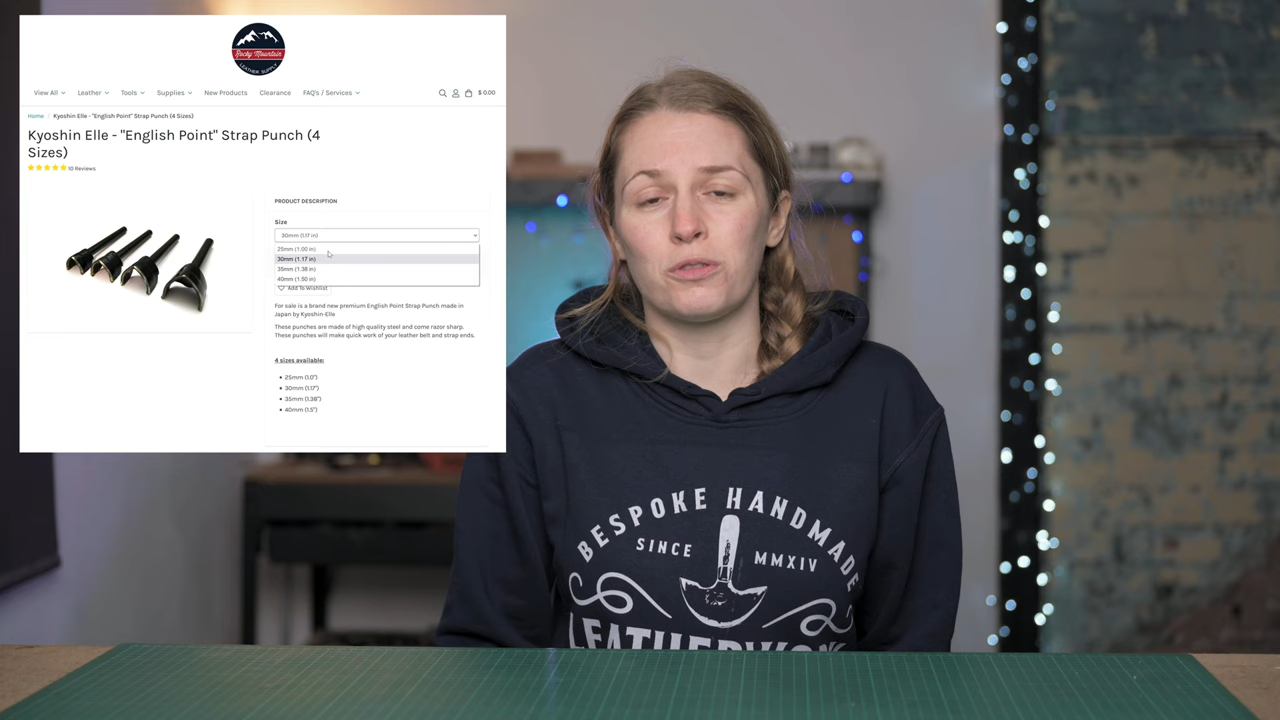 Rocky Mountain
LEATHER SUPPLY
View All
Leather
Tools
Supplies
New Products
Clearance
FAQ's / Services
$ 0.00
Home / Kyoshin Elle - "English Point" Strap Punch (4 Sizes)
Kyoshin Elle - "English Point" Strap Punch (4
Sizes)
10 Reviews
PRODUCT DESCRIPTION
Size
30mm (1.17 in)
25mm (1.00 in)
30mm (1.17 in)
35mm (1.38 in)
40mm (1.50 in)
Add To Wishlist
For sale is a brand new premium English Point Strap Punch made in
Japan by Kyoshin-Elle
These punches are made of high quality steel and come razor sharp.
These punches will make quick work of your leather belt and strap ends.
4 sizes available:
25mm (1.0")
30mm (1.17")
35mm (1.38")
40mm (1.5")
BESPOKE HANDMADE
SINCE MMXIV